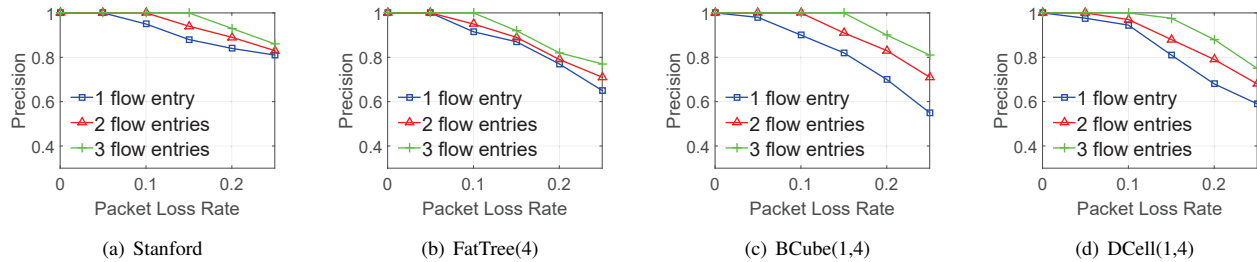 1
0.8
0.6
0.4
Precision
1 flow entry
2 flow entries
3 flow entries
0
0.1
0.2
Packet Loss Rate
(a) Stanford
1
0.8
0.6
0.4
Precision
1 flow entry
2 flow entries
3 flow entries
0
0.1
0.2
Packet Loss Rate
(b) FatTree(4)
1
0.8
0.6
0.4
Precision
1 flow entry
2 flow entries
3 flow entries
0
0.1
0.2
Packet Loss Rate
(c) BCube(1,4)
1
0.8
0.6
0.4
Precision
1 flow entry
2 flow entries
3 flow entries
0
0.1
0.2
Packet Loss Rate
(d) DCell(1,4)